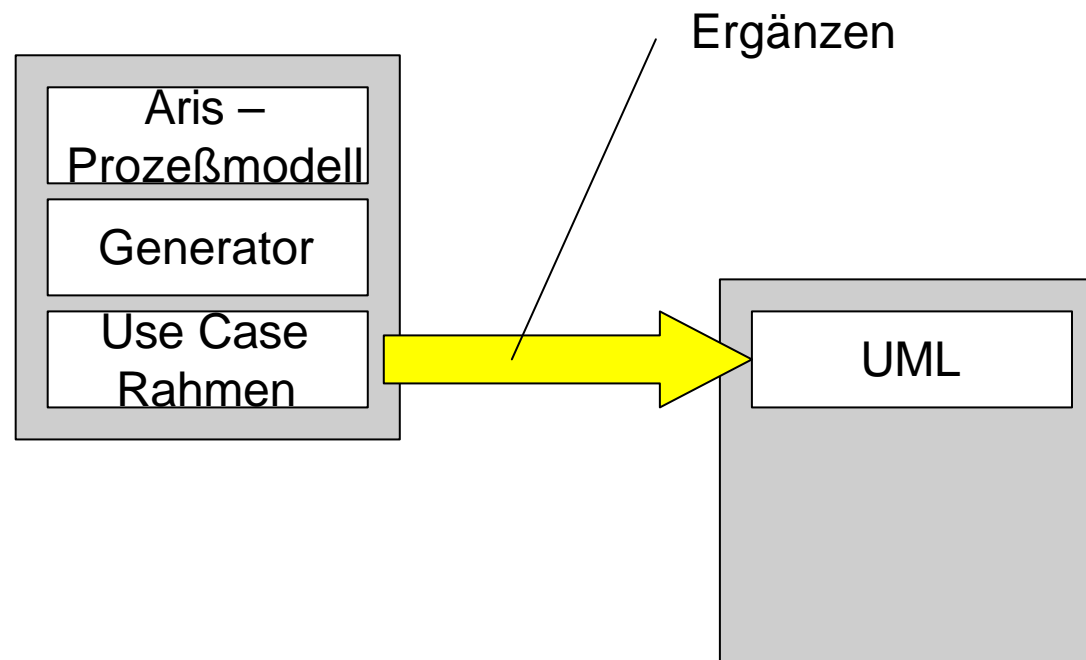 Ergänzen
Aris –
Prozeßmodell
Generator
Use Case
Rahmen
UML